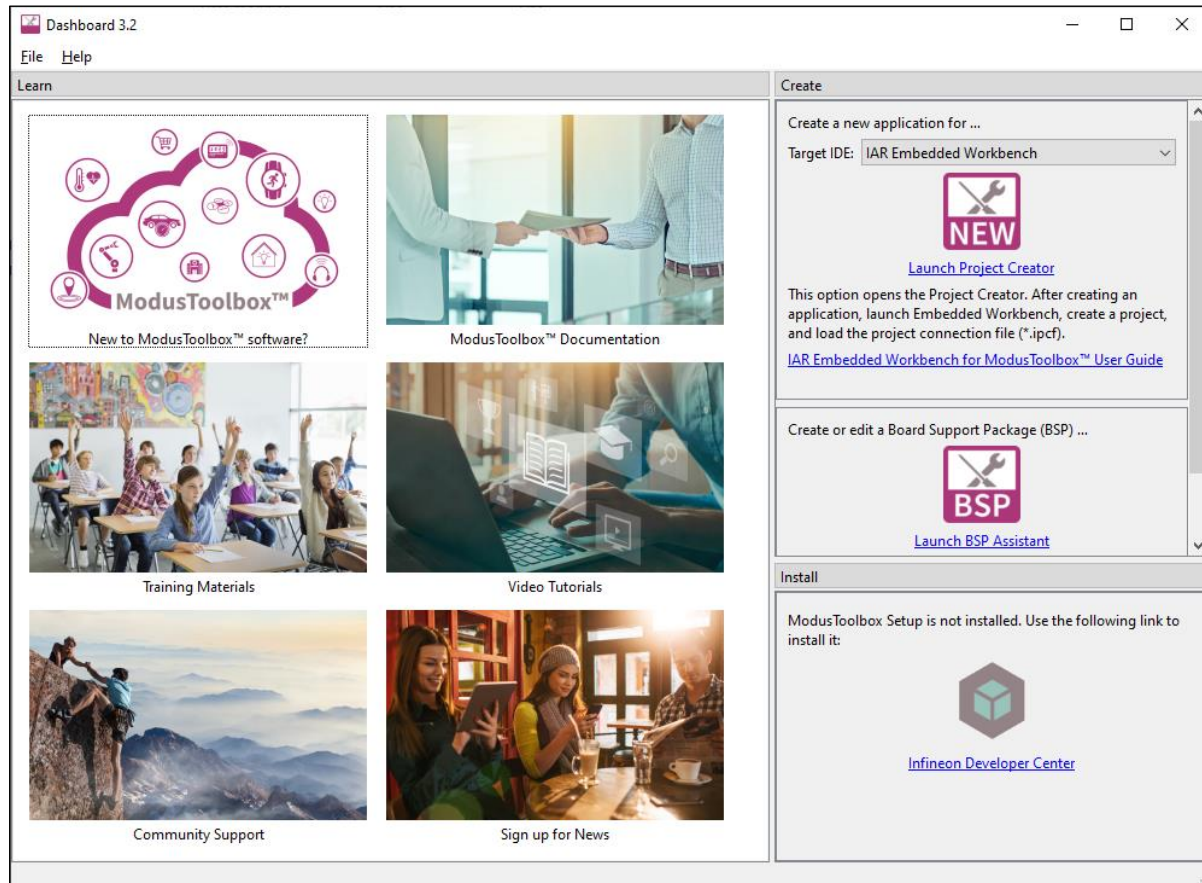 Dashboard 3.2
File Help
Learn
ModusToolbox™
New to ModusToolbox™ software?
ModusToolbox™ Documentation
Training Materials
Video Tutorials
Community Support
Sign up for News
Create
Create a new application for ...
Target IDE: IAR Embedded Workbench
NEW
Launch Project Creator
This option opens the Project Creator. After creating an
application, launch Embedded Workbench, create a project,
and load the project connection file (*.ipcf).
IAR Embedded Workbench for ModusToolbox™ User Guide
Create or edit a Board Support Package (BSP) ...
BSP
Launch BSP Assistant
Install
ModusToolbox Setup is not installed. Use the following link to
install it:
Infineon Developer Center